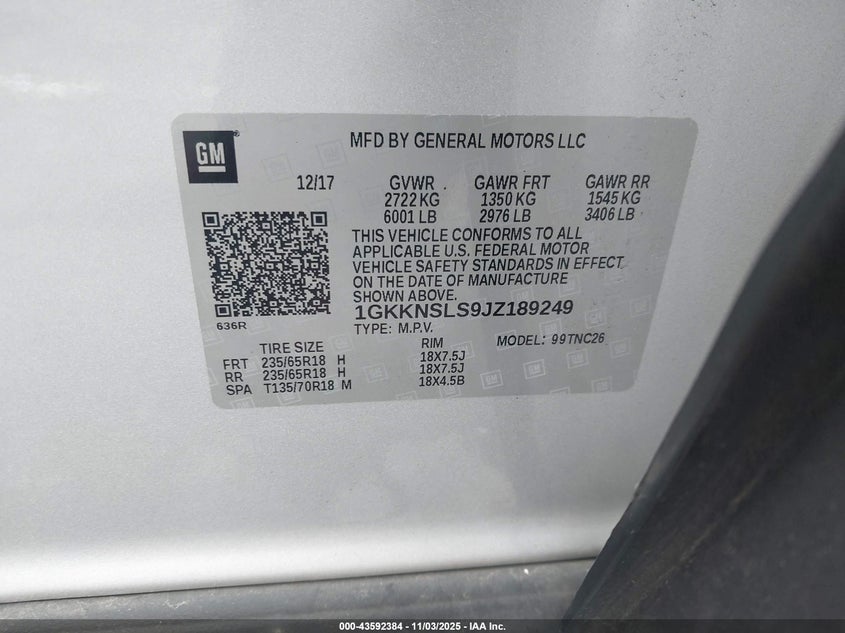 GM
MFD BY GENERAL MOTORS LLC
12/17 GVWR GAWR FRT GAWR RR
2722 KG 1350 KG 1545 KG
6001 LB 2976 LB 3406 LB
THIS VEHICLE CONFORMS TO ALL
APPLICABLE U.S. FEDERAL MOTOR
VEHICLE SAFETY STANDARDS IN EFFECT
ON THE DATE OF MANUFACTURE
SHOWN ABOVE.
1GKKNSLS9JZ189249
636R
TYPE: M.P.V.
MODEL: 99TNC26
TIRE SIZE RIM
FRT 235/65R18 H 18X7.5J
RR 235/65R18 H 18X7.5J
SPA T135/70R18 M 18X4.5B
000-43592384 - 11/03/2025 - IAA Inc.